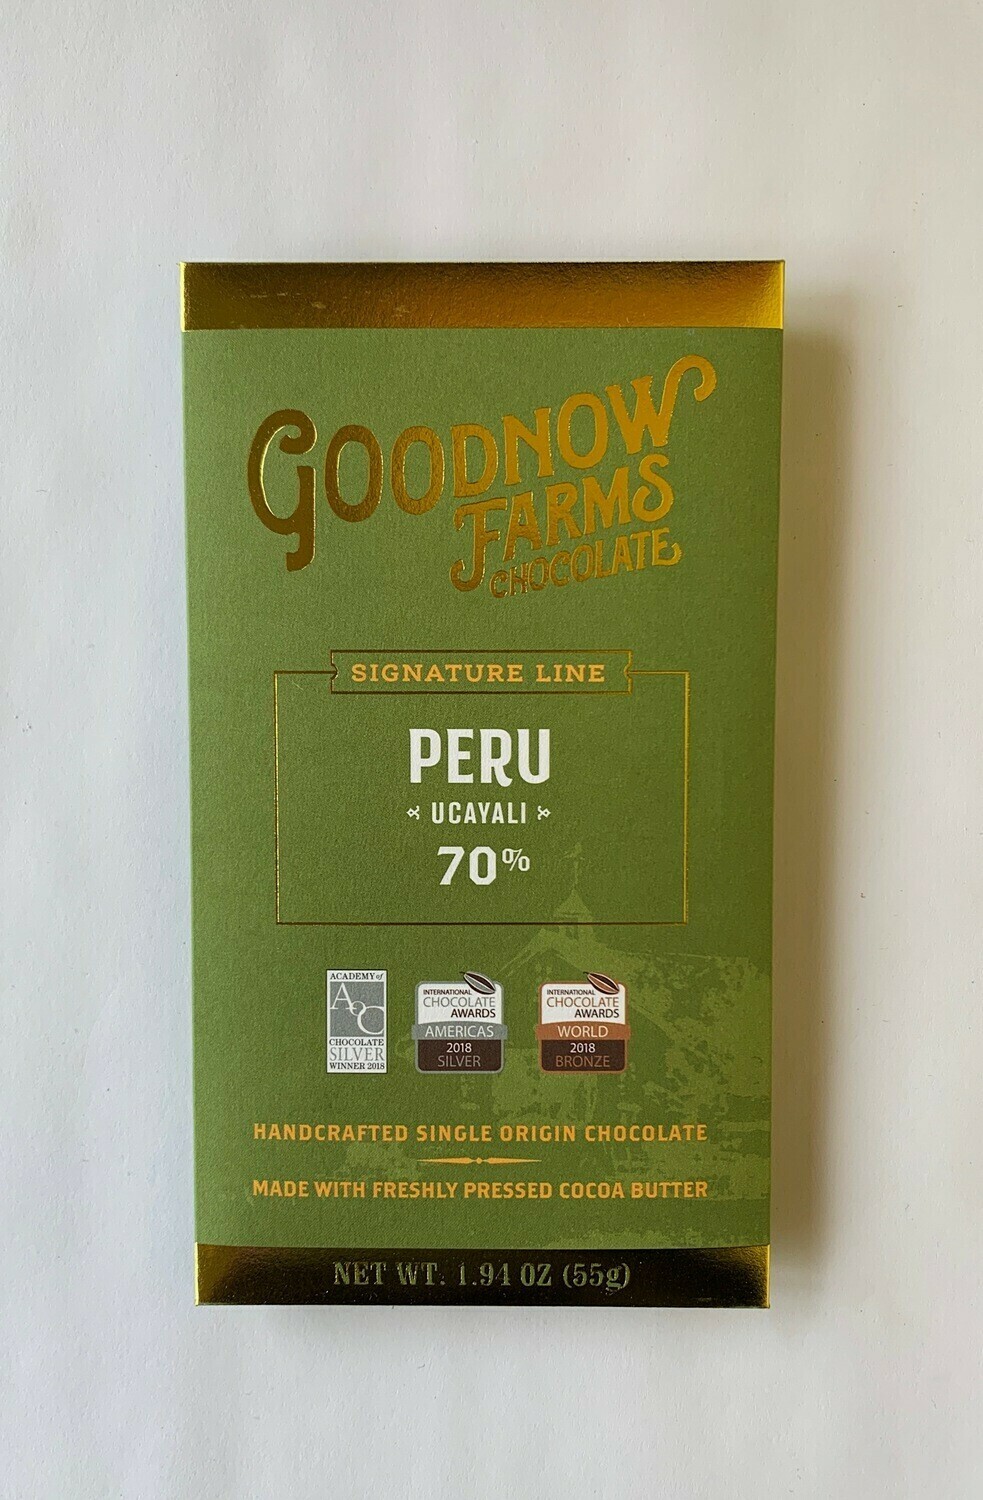 GOODNOW
FARMS
CHOCOLATE
SIGNATURE LINE
PERU
UCAYALI
70%
ACADEMY of
AoC
CHOCOLATE
SILVER
WINNER 2018
INTERNATIONAL
CHOCOLATE
AWARDS
AMERICAS
2018
SILVER
INTERNATIONAL
CHOCOLATE
AWARDS
WORLD
2018
BRONZE
HANDCRAFTED SINGLE ORIGIN CHOCOLATE
MADE WITH FRESHLY PRESSED COCOA BUTTER
NET WT. 1.94 OZ (55g)